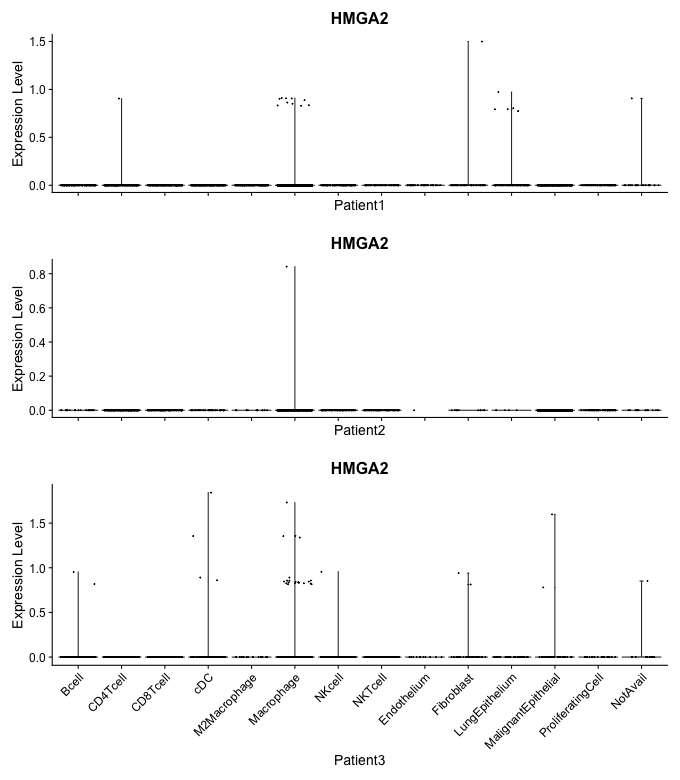 HMGA2
Expression Level
1.5
1.0
0.5
0.0
Patient1
HMGA2
Expression Level
0.8
0.6
0.4
0.2
0.0
Patient2
HMGA2
Expression Level
1.5
1.0
0.5
0.0
Bcell
CD4Tcell
CD8Tcell
cDC
M2Macrophage
Macrophage
NKcell
NKTcell
Endothelium
Fibroblast
LungEpithelium
MalignantEpithelial
ProliferatingCell
NotAvail
Patient3